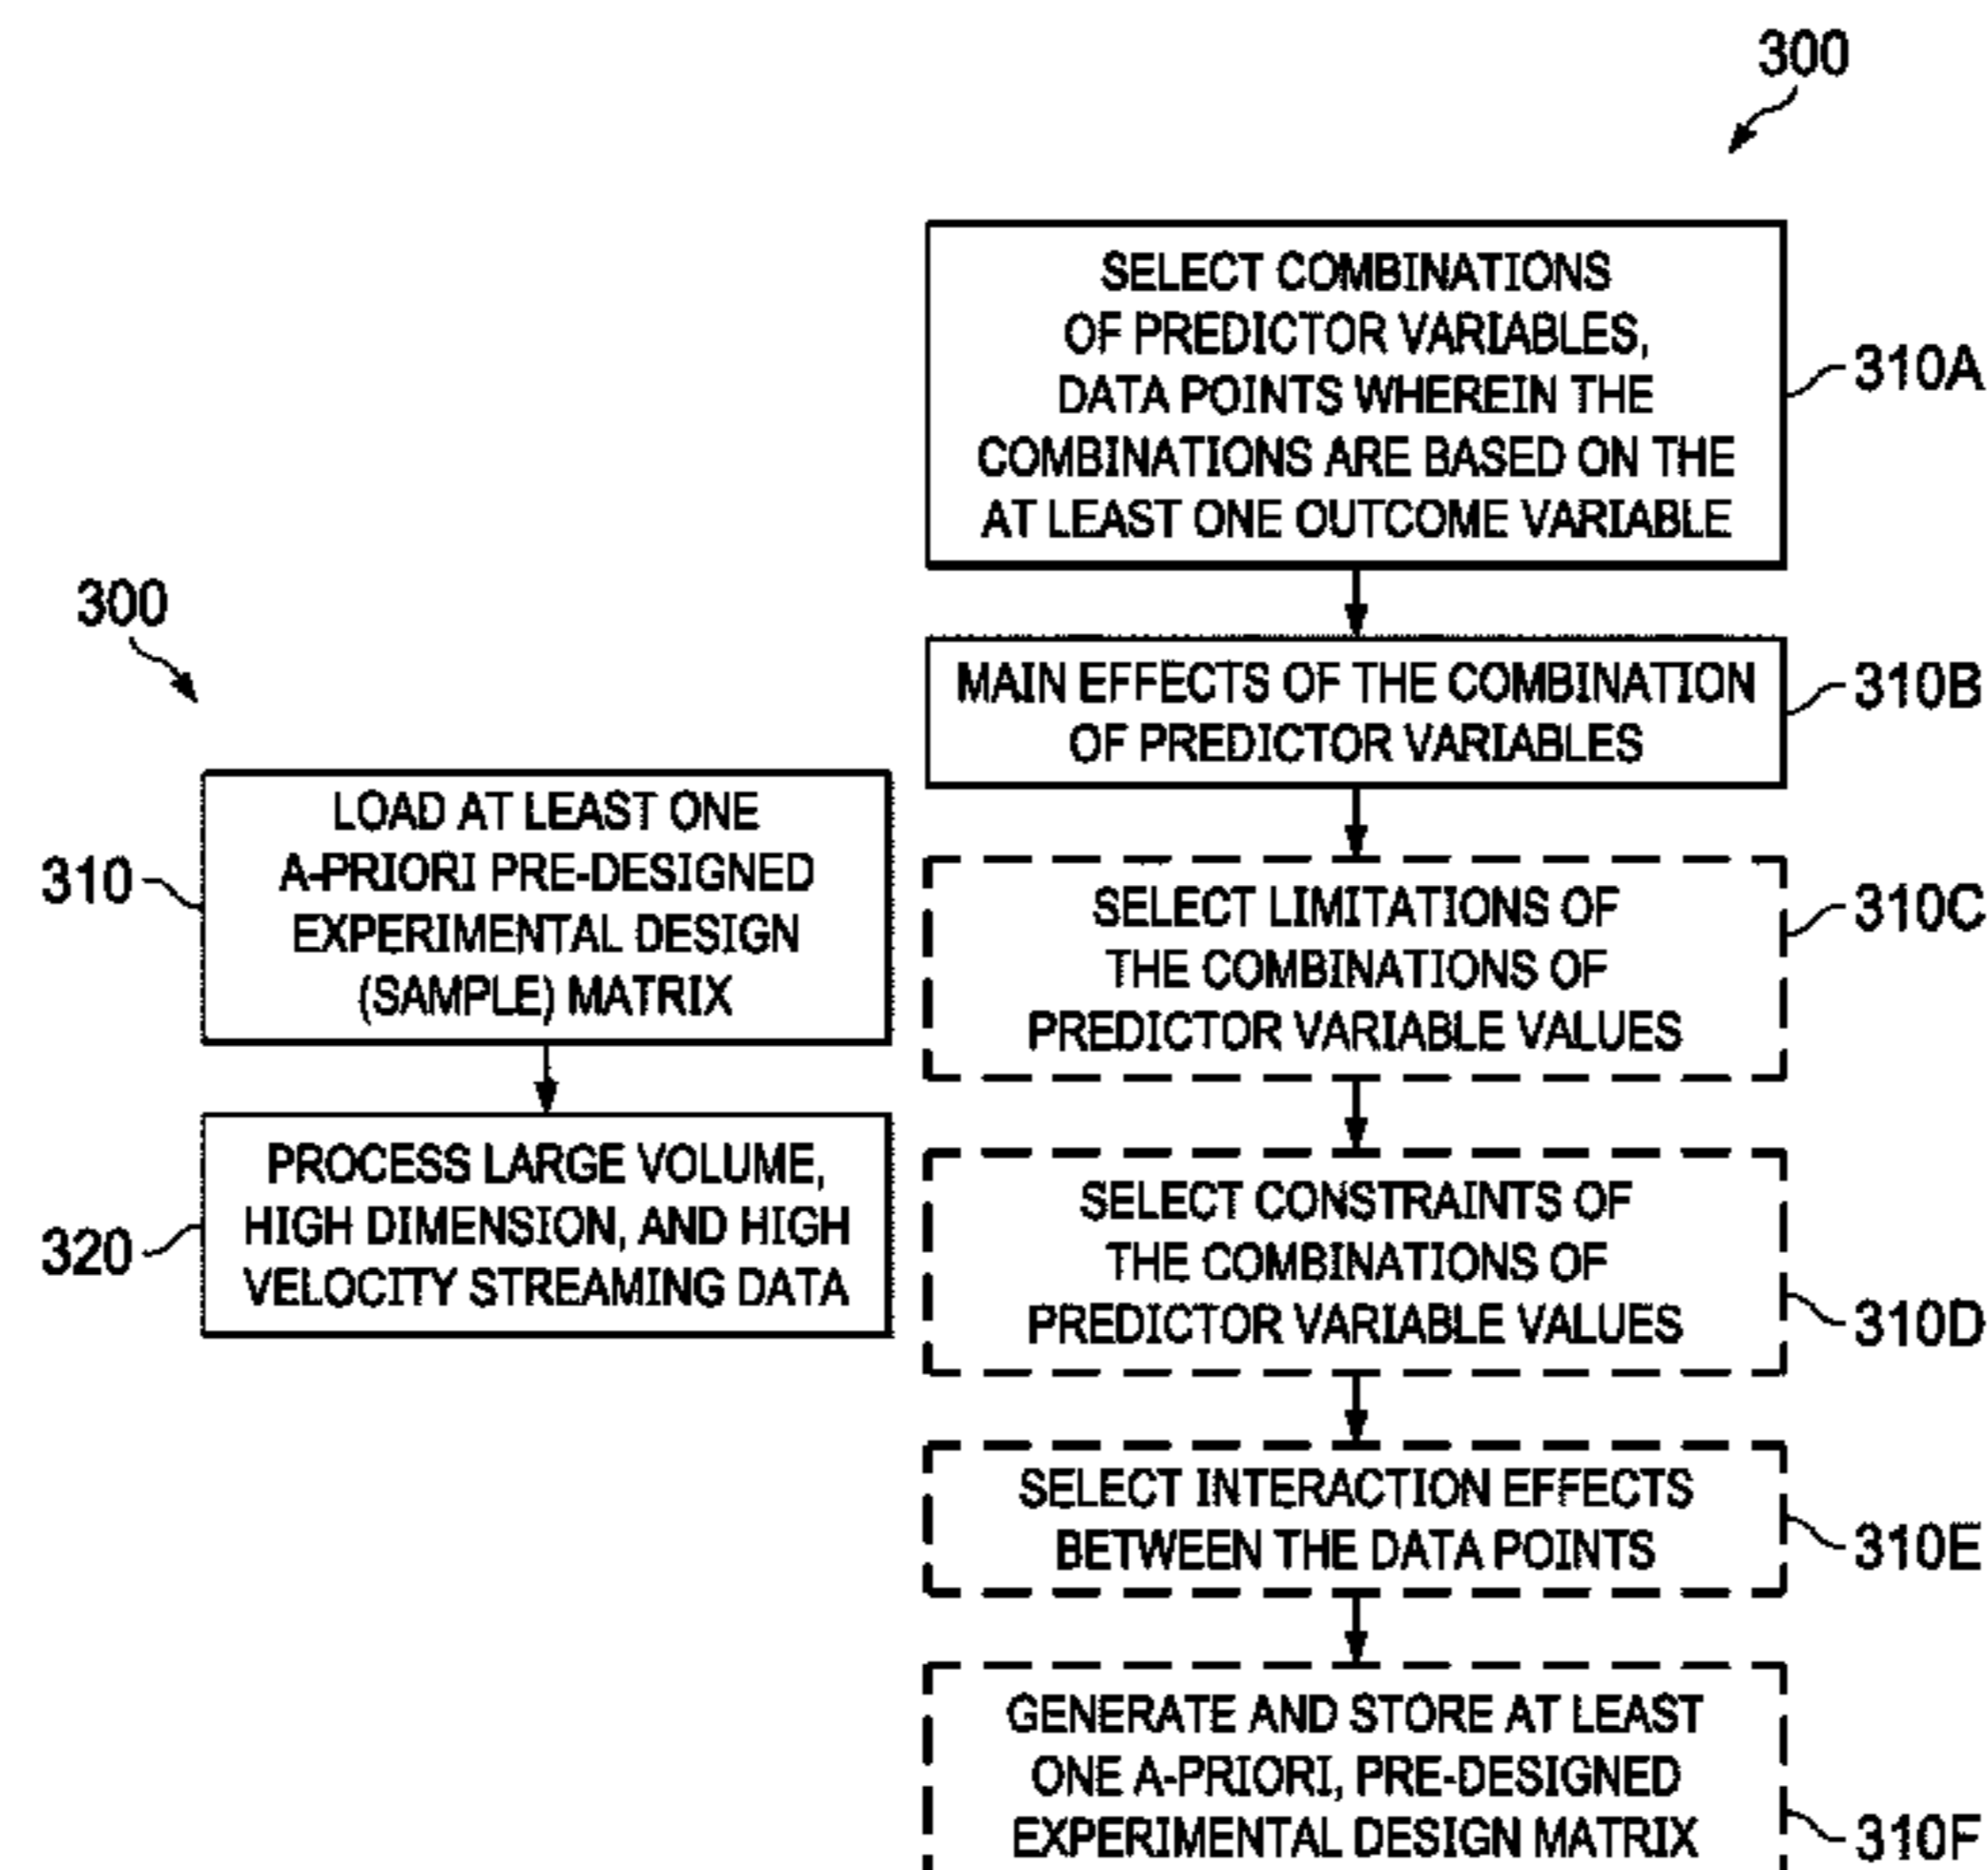 300
310
LOAD AT LEAST ONE
A-PRIORI PRE-DESIGNED
EXPERIMENTAL DESIGN
(SAMPLE) MATRIX
320
PROCESS LARGE VOLUME,
HIGH DIMENSION, AND HIGH
VELOCITY STREAMING DATA
300
SELECT COMBINATIONS
OF PREDICTOR VARIABLES,
DATA POINTS WHEREIN THE
COMBINATIONS ARE BASED ON THE
AT LEAST ONE OUTCOME VARIABLE
310A
MAIN EFFECTS OF THE COMBINATION
OF PREDICTOR VARIABLES
310B
SELECT LIMITATIONS OF
THE COMBINATIONS OF
PREDICTOR VARIABLE VALUES
310C
SELECT CONSTRAINTS OF
THE COMBINATIONS OF
PREDICTOR VARIABLE VALUES
310D
SELECT INTERACTION EFFECTS
BETWEEN THE DATA POINTS
310E
GENERATE AND STORE AT LEAST
ONE A-PRIORI, PRE-DESIGNED
EXPERIMENTAL DESIGN MATRIX
310F